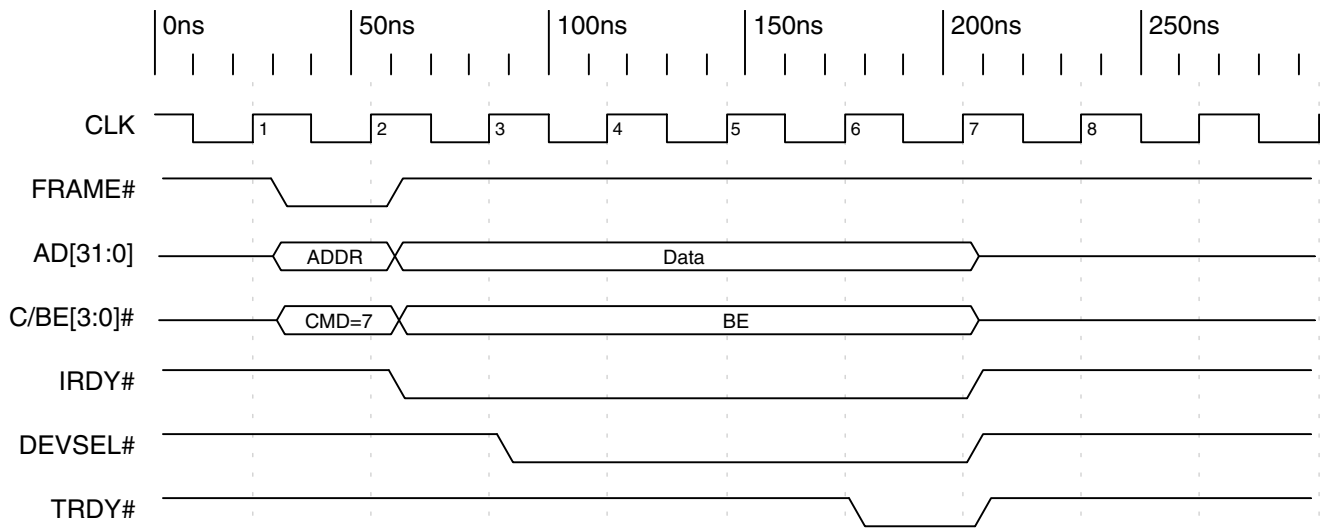 0ns 50ns 100ns 150ns 200ns 250ns
CLK 1 2 3 4 5 6 7 8
FRAME#
AD[31:0] ADDR Data
C/BE[3:0]# CMD=7 BE
IRDY#
DEVSEL#
TRDY#